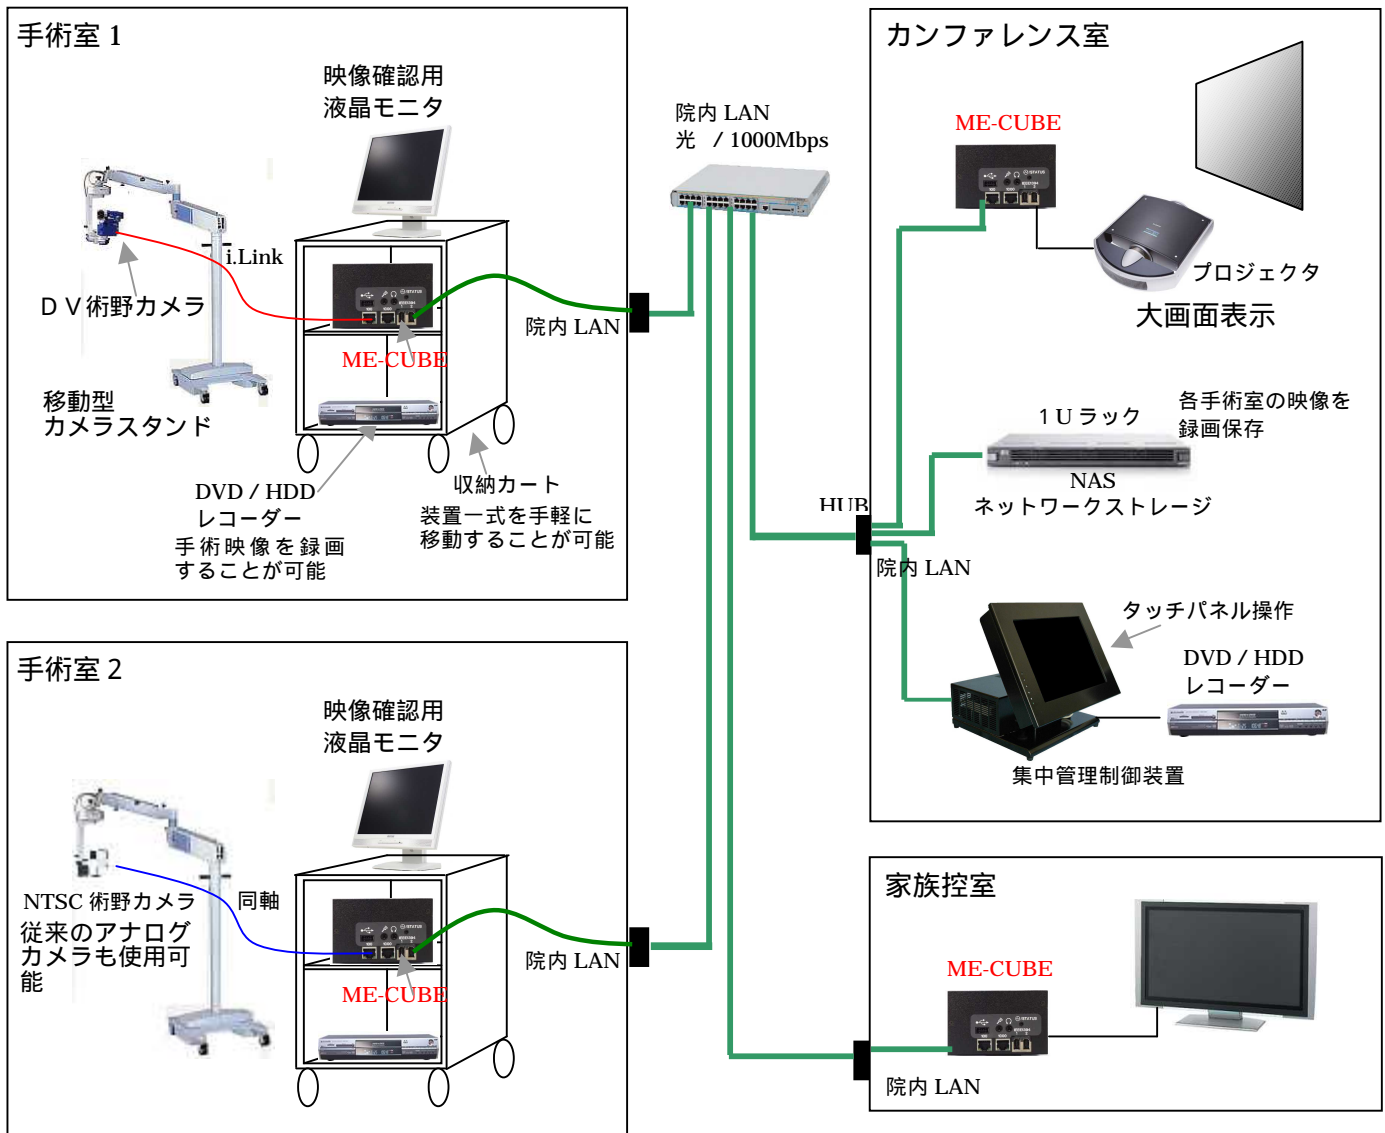 手術室 1
映像確認用
液晶モニタ
i.Link
ＤＶ術野カメラ
ME-CUBE
院内 LAN
移動型
カメラスタンド
DVD / HDD
レコーダー
手術映像を録画
することが可能
収納カート
装置一式を手軽に
移動することが可能
院内 LAN
光　/ 1000Mbps
カンファレンス室
ME-CUBE
STATUS
プロジェクタ
大画面表示
１Ｕラック
各手術室の映像を
録画保存
NAS
ネットワークストレージ
HUB
院内 LAN
タッチパネル操作
DVD / HDD
レコーダー
集中管理制御装置
手術室 2
映像確認用
液晶モニタ
NTSC 術野カメラ
同軸
従来のアナログ
カメラも使用可
能
ME-CUBE
院内 LAN
家族控室
ME-CUBE
STATUS
院内 LAN